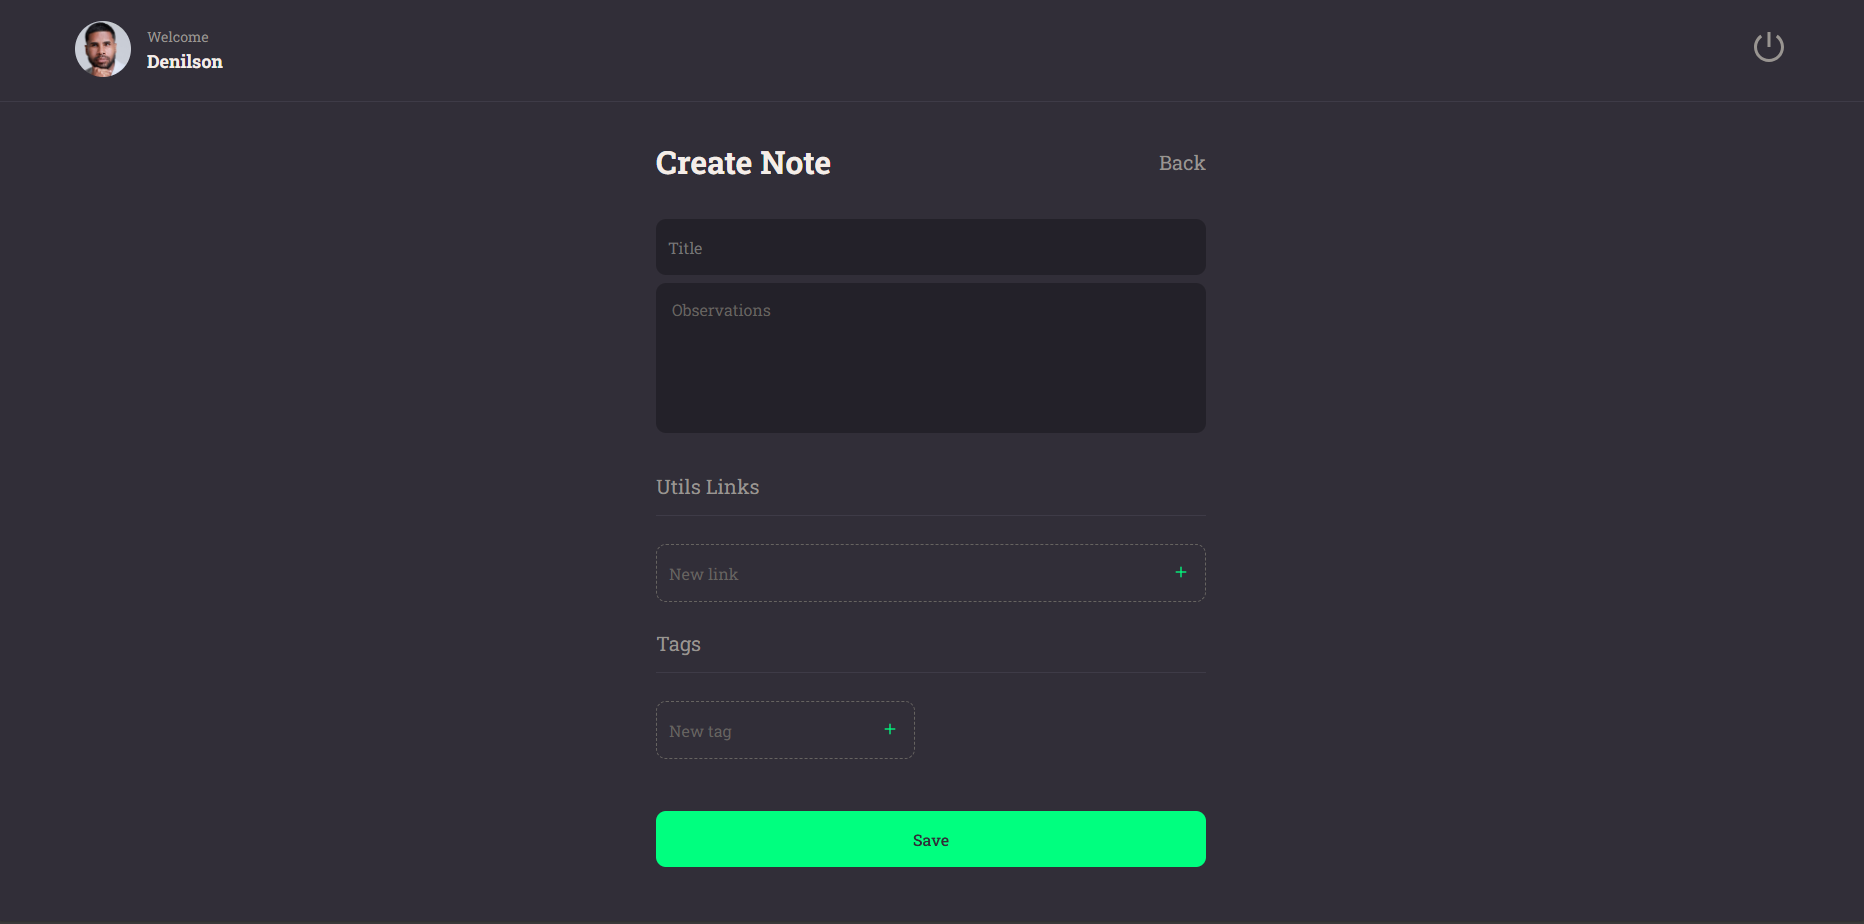 Welcome
Denilson
Create Note
Back
Title
Observations
Utils Links
New link
+
Tags
New tag
+
Save